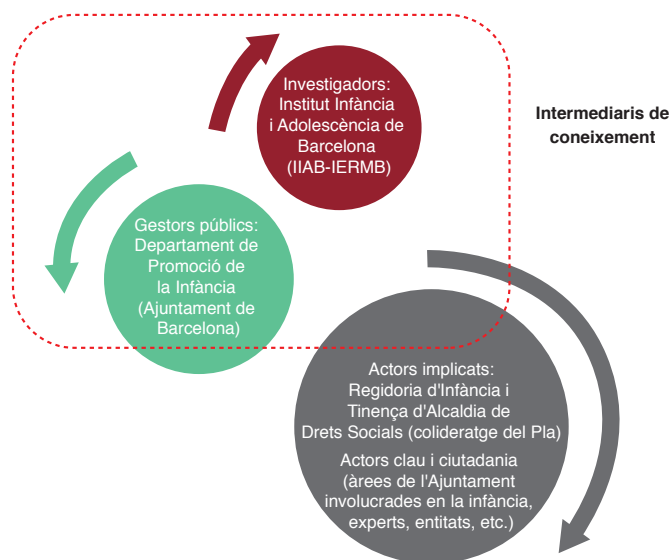 Investigadors:
Institut Infància
i Adolescència de
Barcelona
(IIAB-IERMB)
Intermediaris de
coneixement
Gestors públics:
Departament de
Promoció de
la Infància
(Ajuntament de
Barcelona)
Actors implicats:
Regidoria d'Infància i
Tinença d'Alcaldia de
Drets Socials (colideratge del Pla)
Actors clau i ciutadania
(àrees de l'Ajuntament
involucrades en la infància,
experts, entitats, etc.)